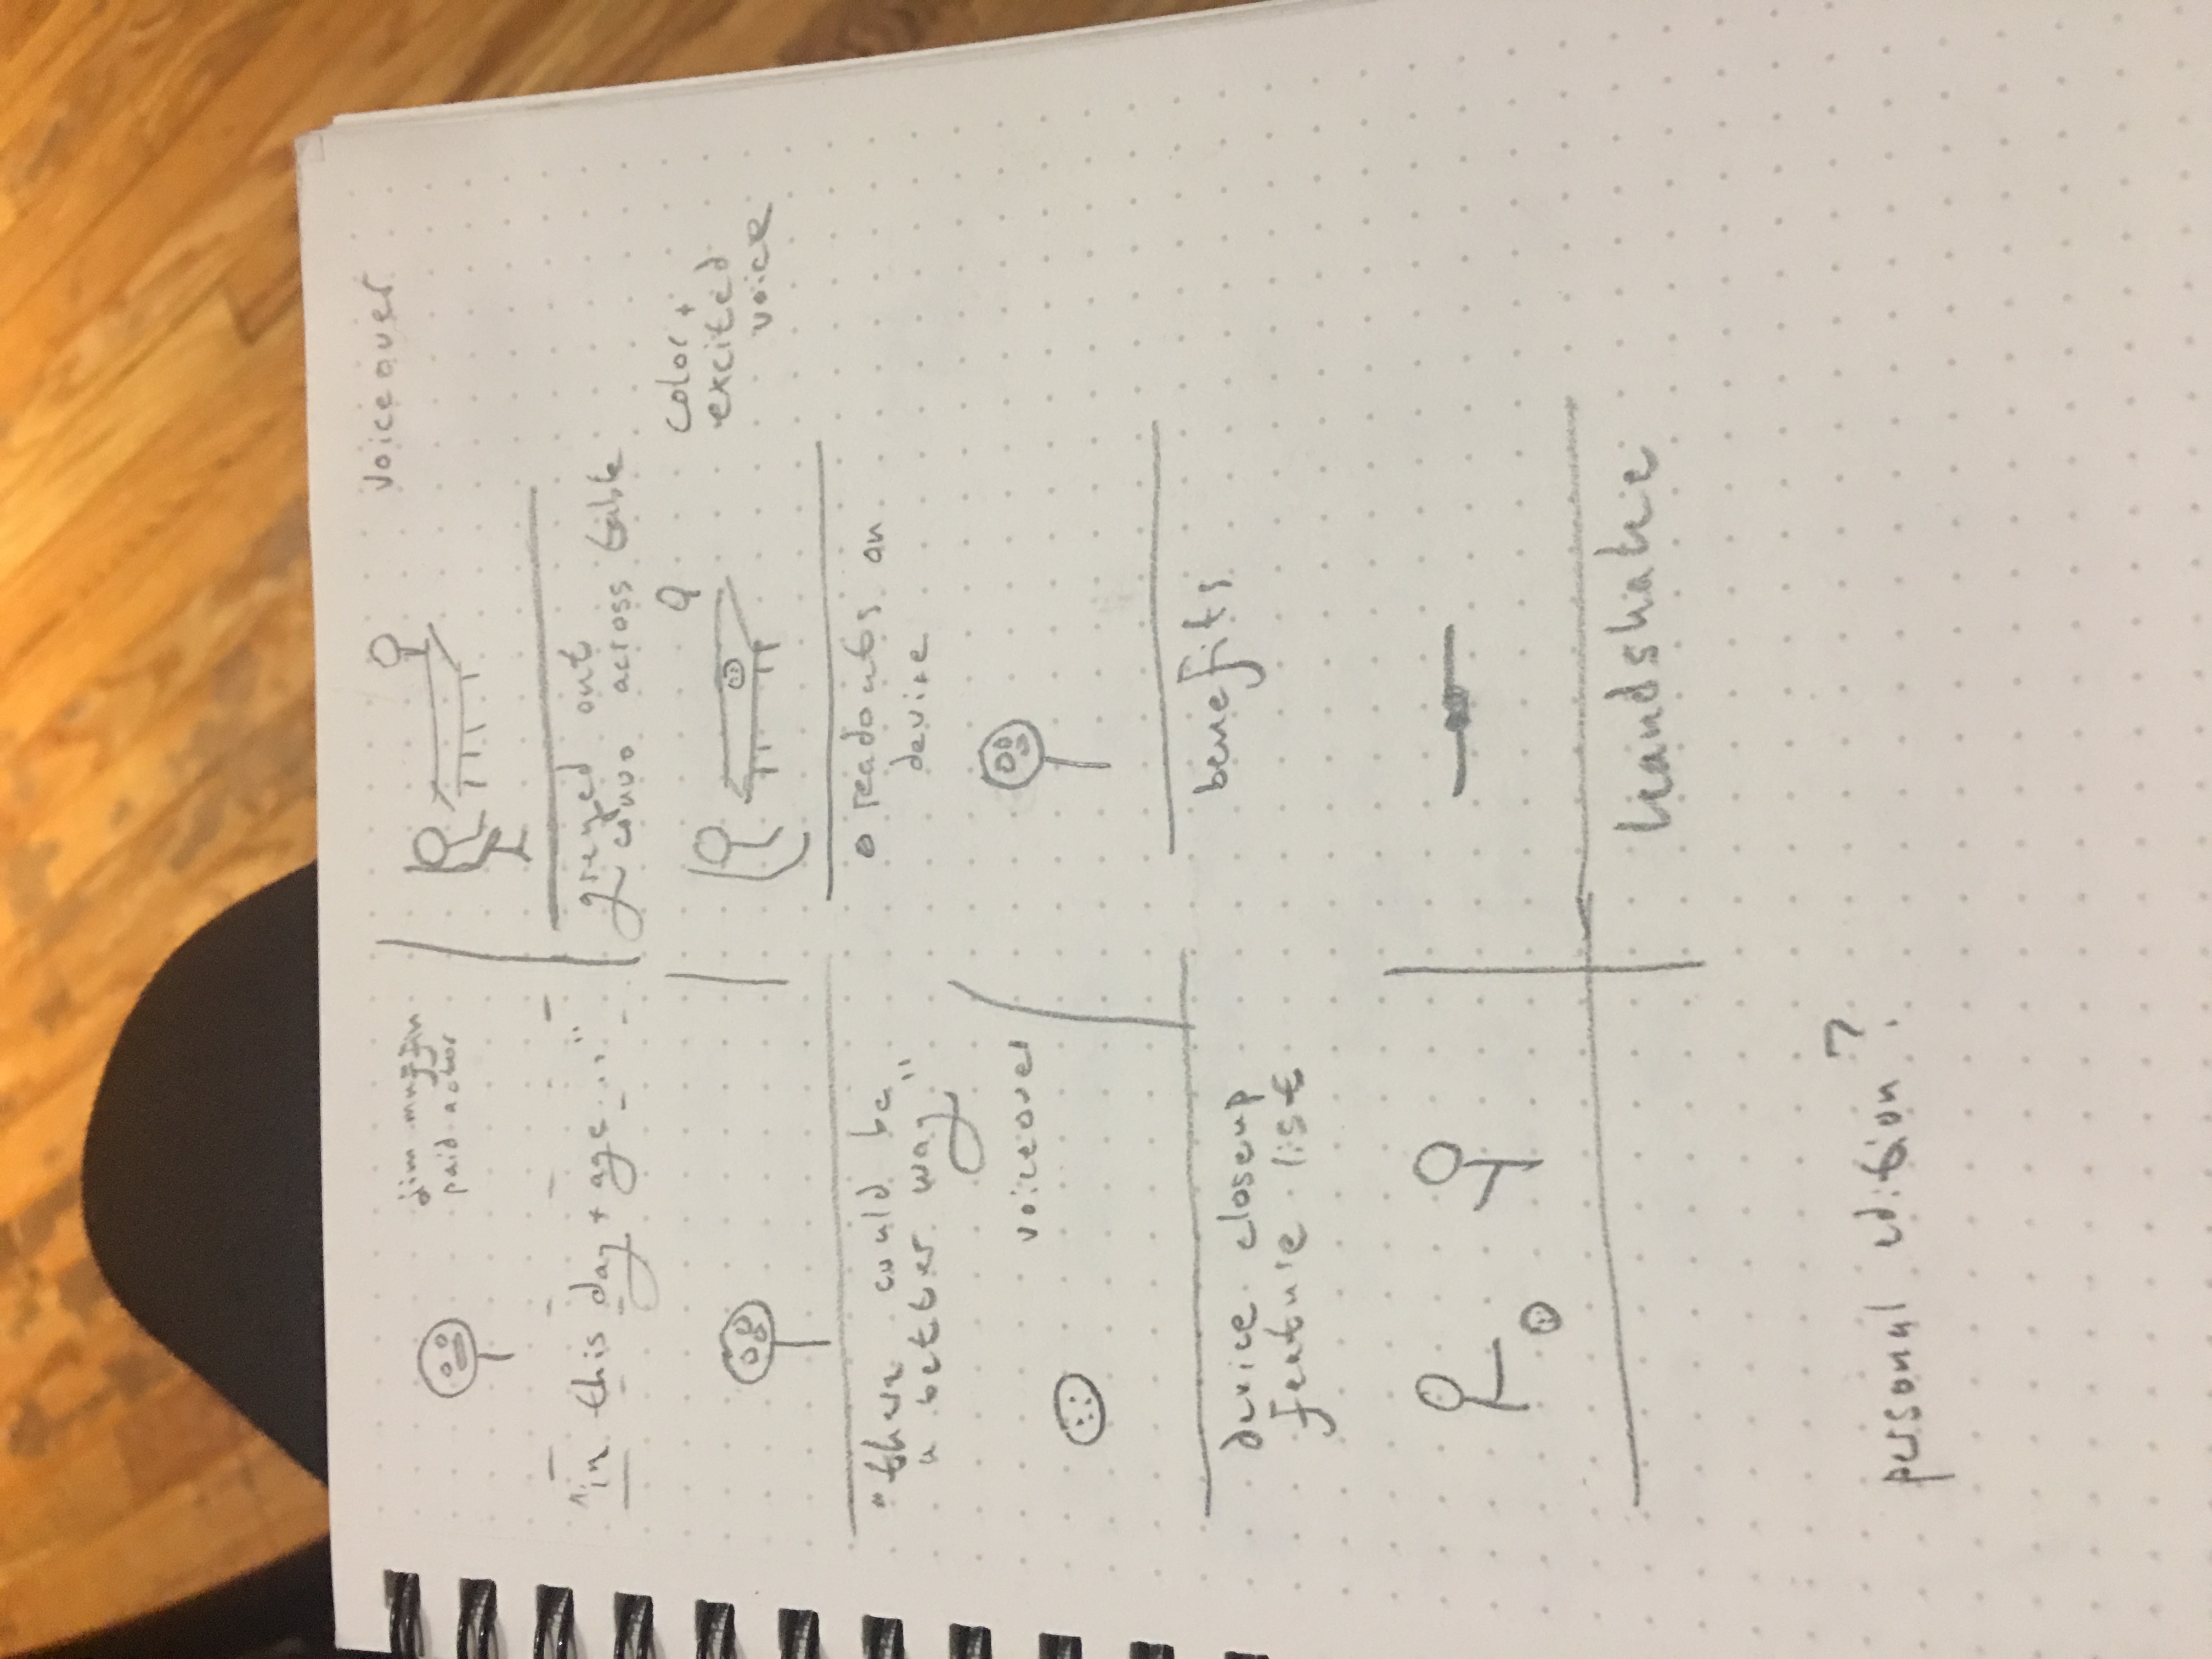 jim muffin
paid actor
"in this day + age..."
voiceover
greyed out
convo across table
"there could be
a better way"
color +
excited
voice
readouts on
device
voiceover
device closeup
feature list
benefits
handshake
personal edition?